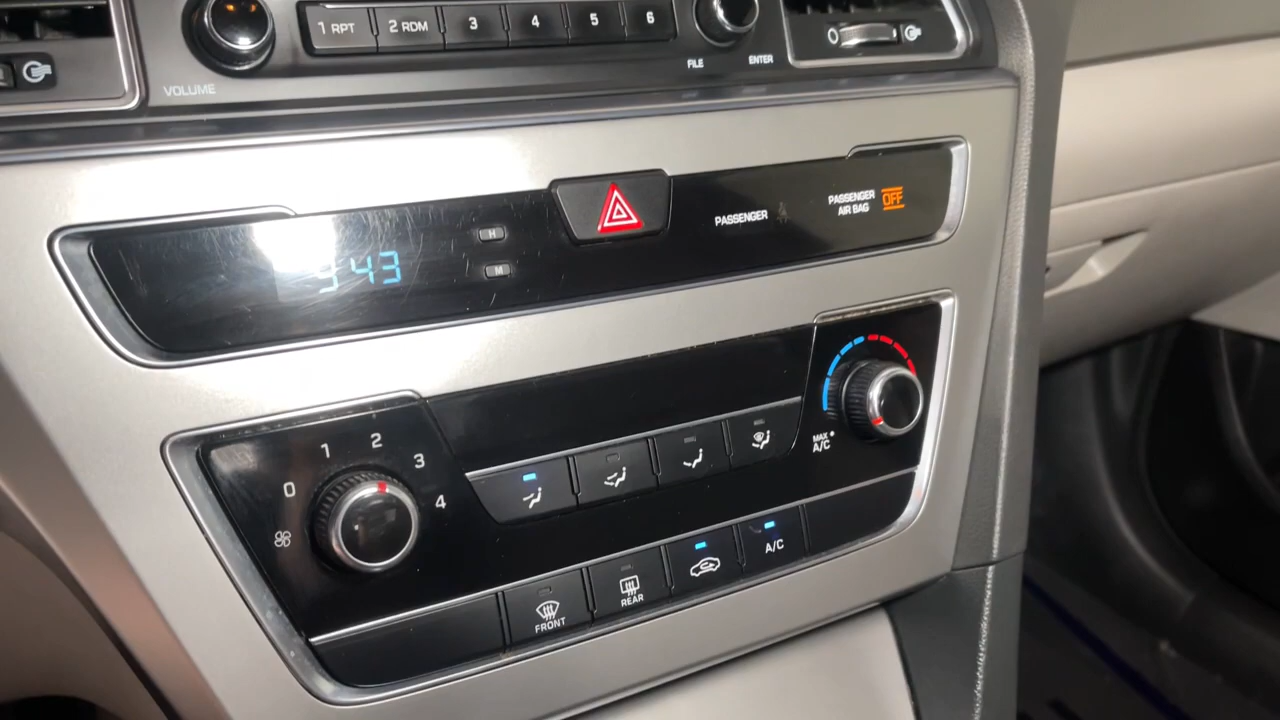 1 RPT
2 RDM
3
4
5
6
VOLUME
FILE
ENTER
9 43
H
M
PASSENGER
PASSENGER
AIR BAG
OFF
0
1
2
3
4
MAX
A/C
FRONT
REAR
A/C